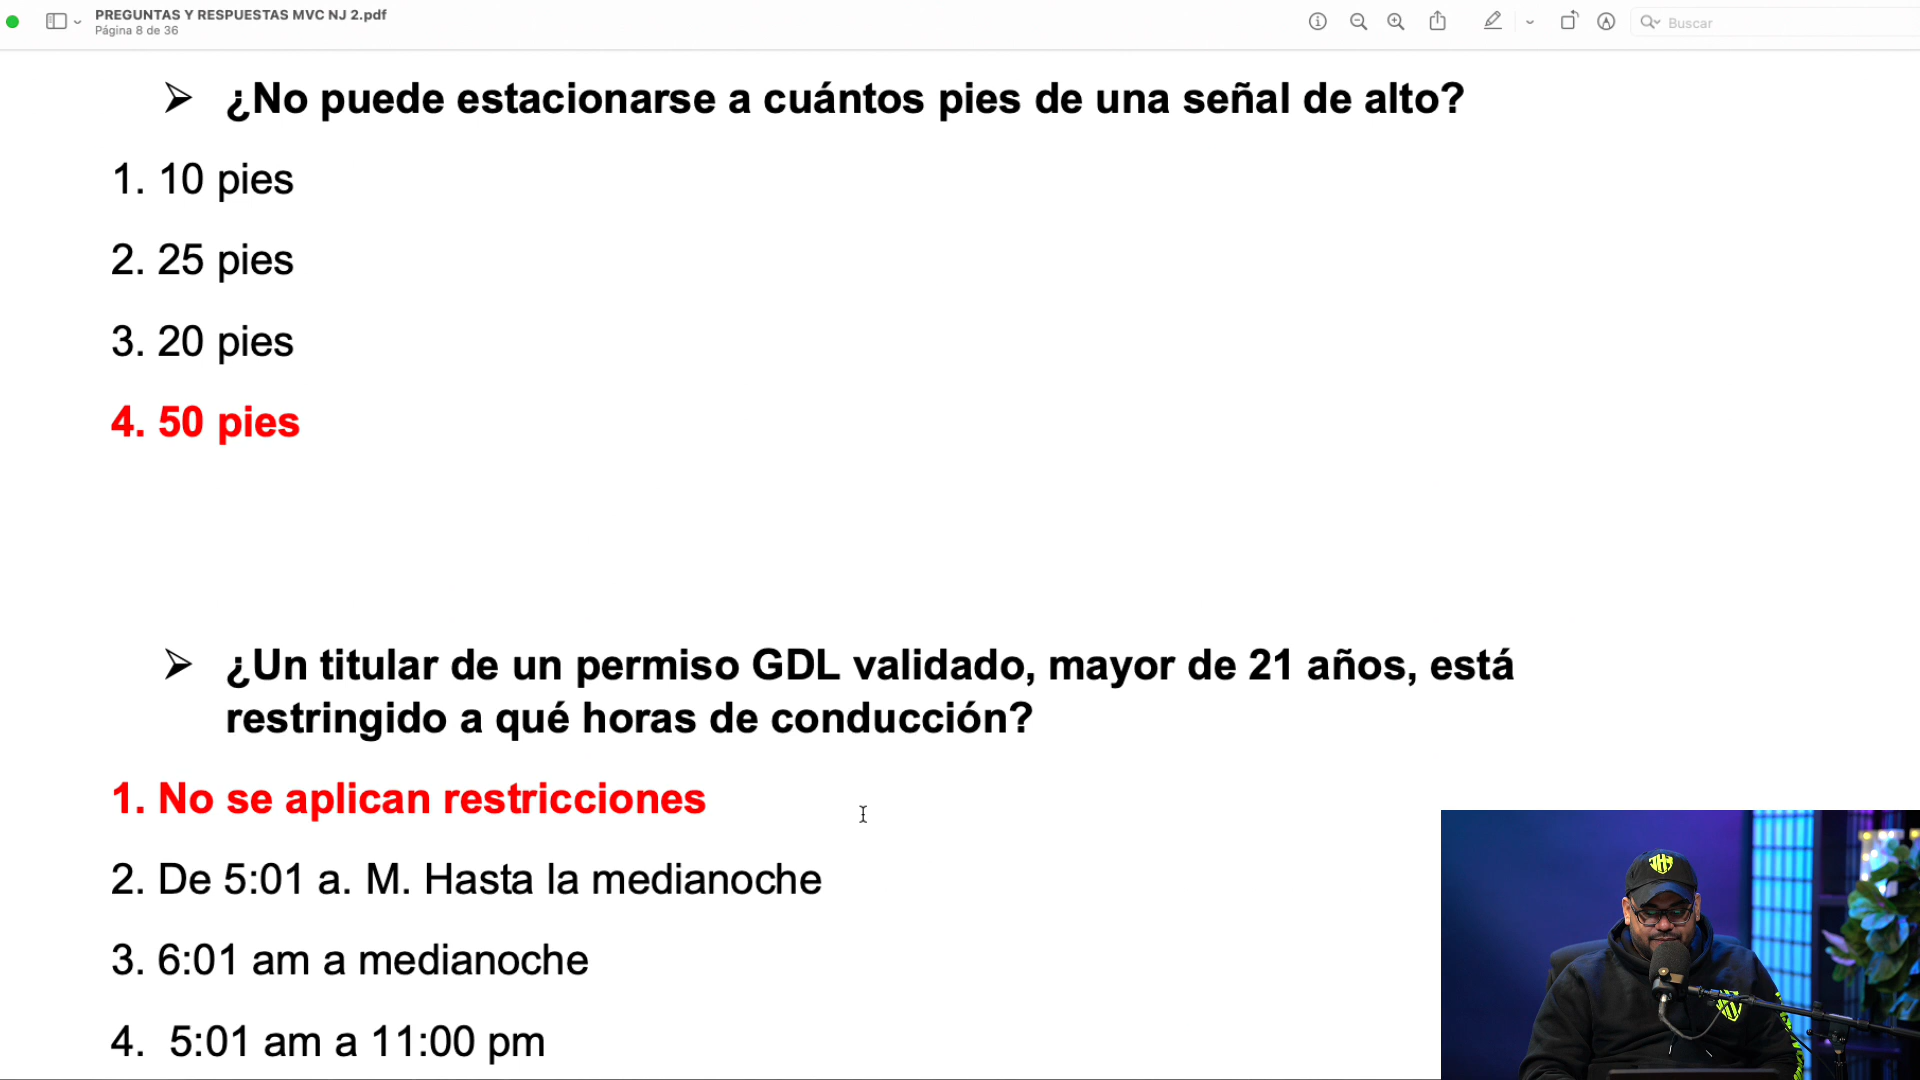 PREGUNTAS Y RESPUESTAS MVC NJ 2.pdf
Página 8 de 36
Buscar
➢ ¿No puede estacionarse a cuántos pies de una señal de alto?
1. 10 pies
2. 25 pies
3. 20 pies
4. 50 pies
➢ ¿Un titular de un permiso GDL validado, mayor de 21 años, está
restringido a qué horas de conducción?
1. No se aplican restricciones
2. De 5:01 a. M. Hasta la medianoche
3. 6:01 am a medianoche
4. 5:01 am a 11:00 pm